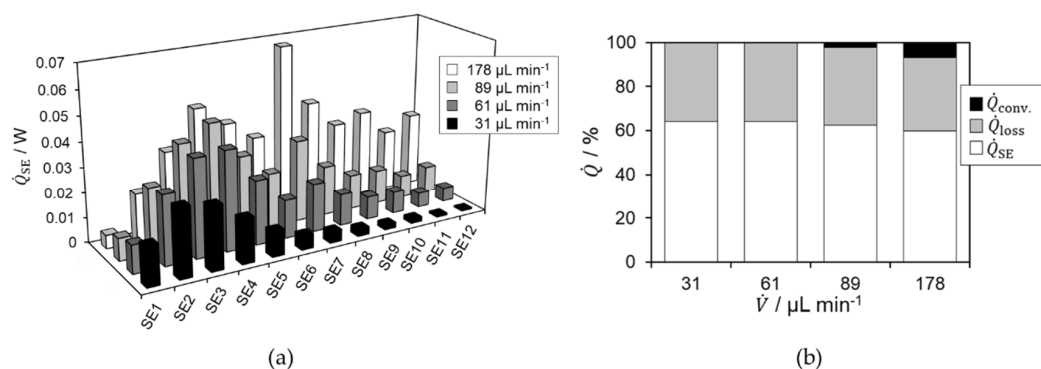 0.07
0.06
0.05
0.04
0.03
0.02
0.01
0
Q̇SE / W
178 µL min⁻¹
89 µL min⁻¹
61 µL min⁻¹
31 µL min⁻¹
SE1
SE2
SE3
SE4
SE5
SE6
SE7
SE8
SE9
SE10
SE11
SE12
(a)
100
80
60
40
20
0
Q̇ / %
31 61 89 178
V̇ / µL min⁻¹
Q̇conv.
Q̇loss
Q̇SE
(b)